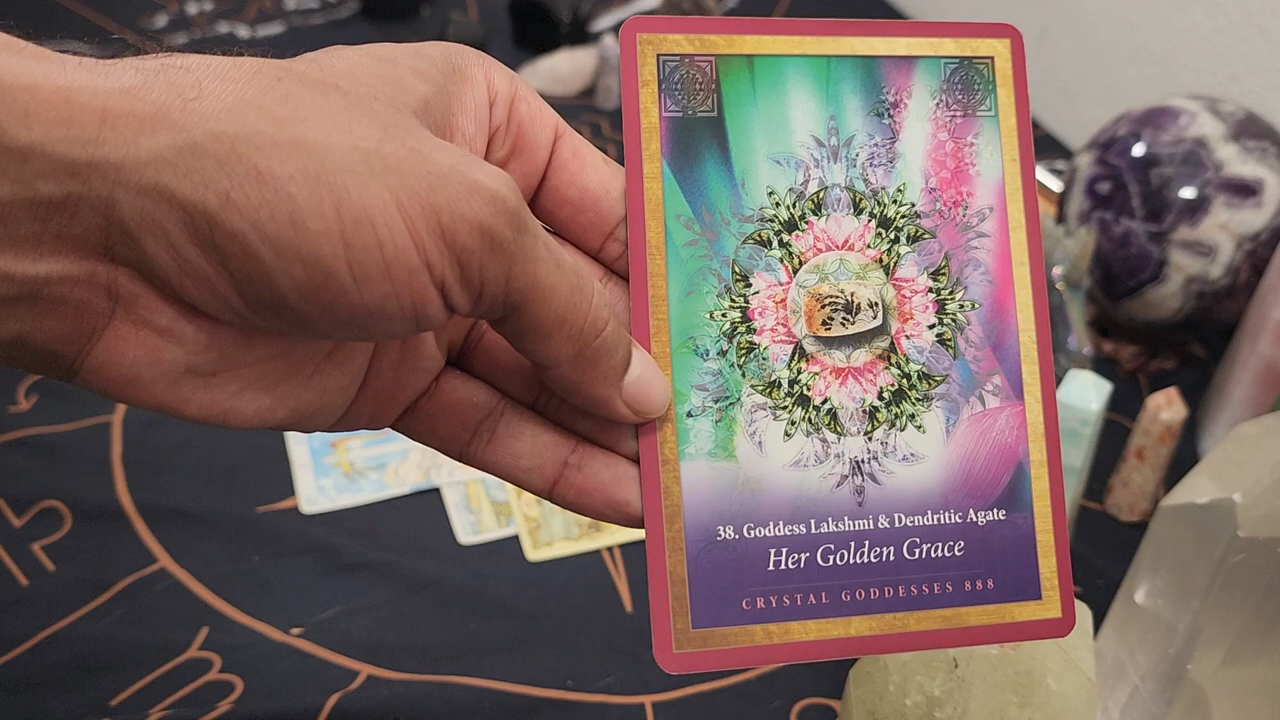 38. Goddess Lakshmi & Dendritic Agate
Her Golden Grace
CRYSTAL GODDESSES 888